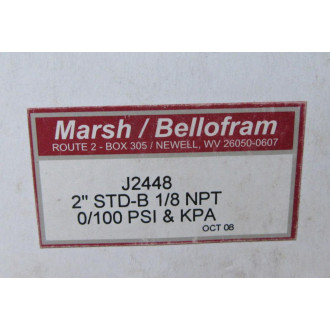 Marsh / Bellofram
ROUTE 2 - BOX 305 / NEWELL, WV 26050-0607
J2448
2" STD-B 1/8 NPT
0/100 PSI & KPA
OCT 08